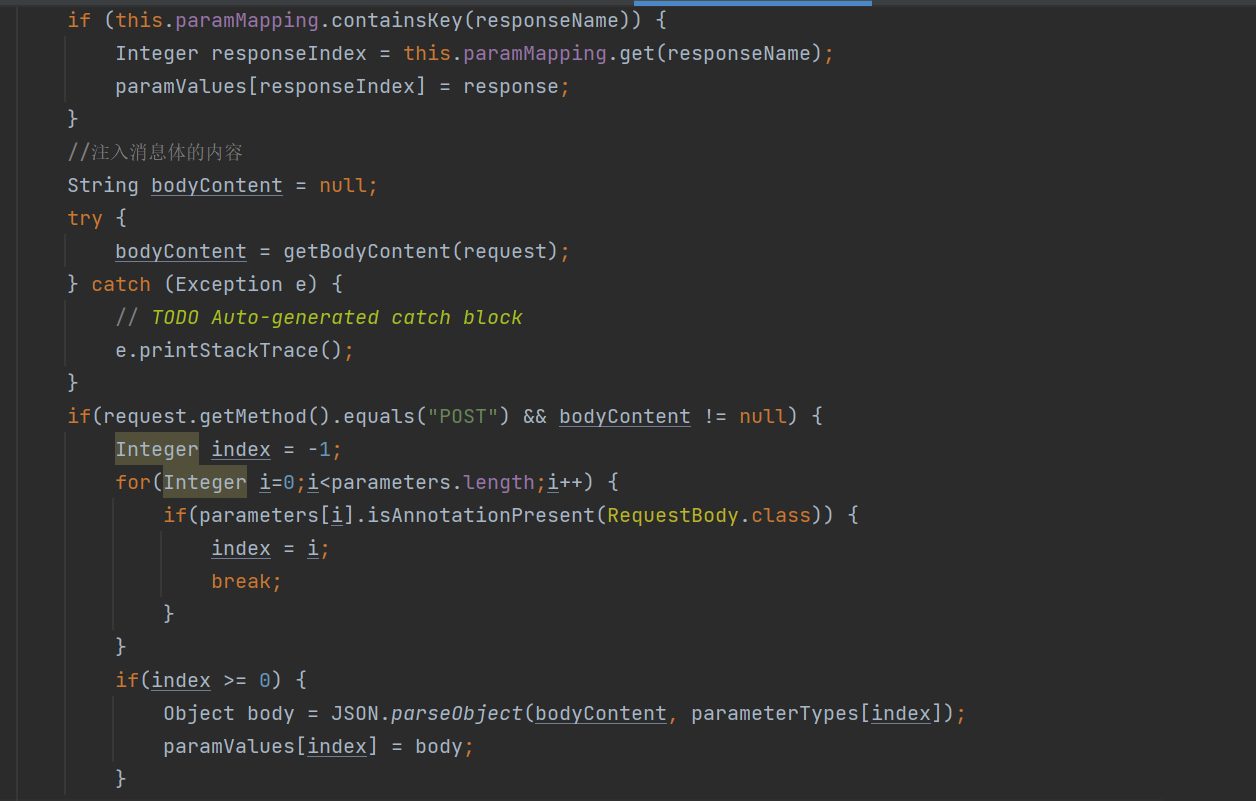 if (this.paramMapping.containsKey(responseName)) {
Integer responseIndex = this.paramMapping.get(responseName);
paramValues[responseIndex] = response;
}
//注入消息体的内容
String bodyContent = null;
try {
bodyContent = getBodyContent(request);
} catch (Exception e) {
// TODO Auto-generated catch block
e.printStackTrace();
}
if(request.getMethod().equals("POST") && bodyContent != null) {
Integer index = -1;
for(Integer i=0;i<parameters.length;i++) {
if(parameters[i].isAnnotationPresent(RequestBody.class)) {
index = i;
break;
}
}
if(index >= 0) {
Object body = JSON.parseObject(bodyContent, parameterTypes[index]);
paramValues[index] = body;
}